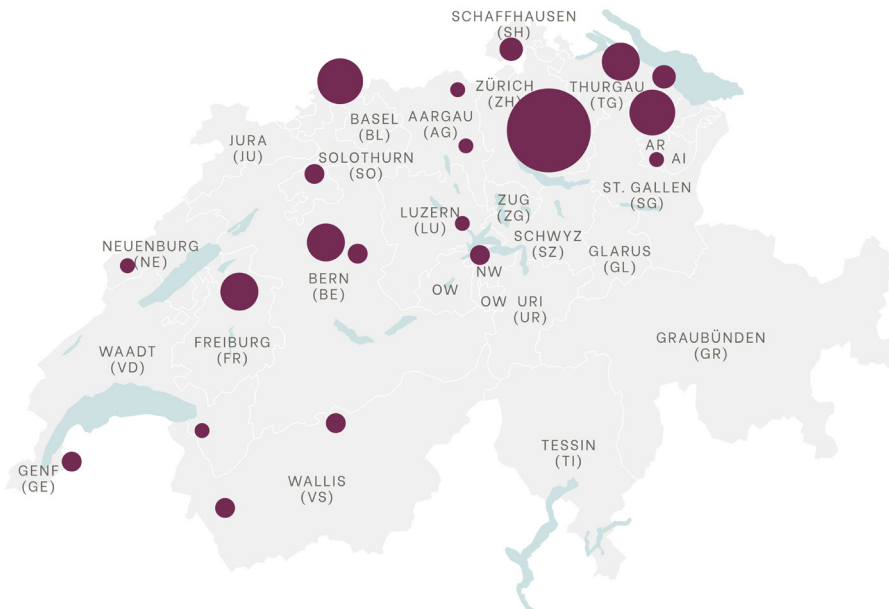 SCHAFFHAUSEN
(SH)
ZÜRICH
(ZH)
THURGAU
(TG)
BASEL
(BL)
AARGAU
(AG)
JURA
(JU)
SOLOTHURN
(SO)
AR
AI
ST. GALLEN
(SG)
ZUG
(ZG)
LUZERN
(LU)
SCHWYZ
(SZ)
GLARUS
(GL)
NEUENBURG
(NE)
NW
BERN
(BE)
OW
OW URI
(UR)
FREIBURG
(FR)
WAADT
(VD)
GRAUBÜNDEN
(GR)
TESSIN
(TI)
GENF
(GE)
WALLIS
(VS)